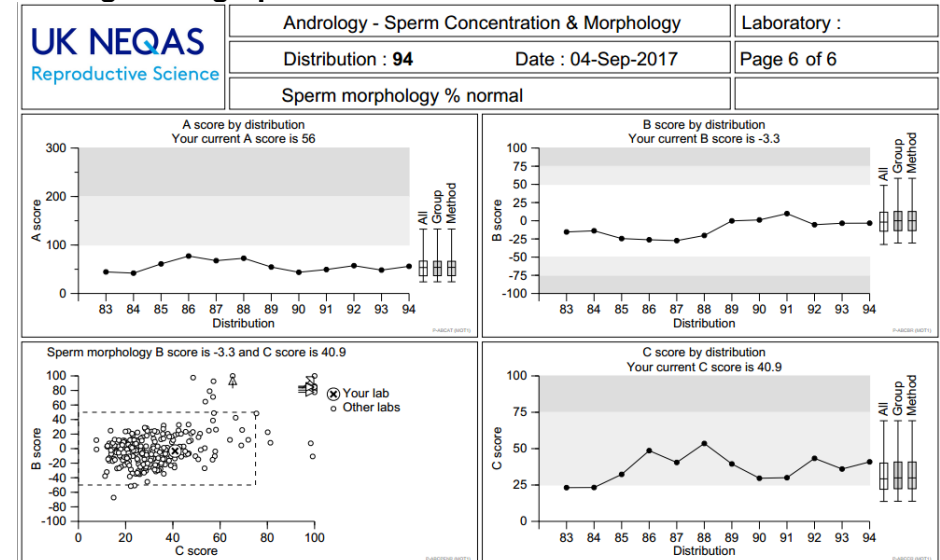 UK NEQAS
Reproductive Science
Andrology - Sperm Concentration & Morphology
Laboratory :
Distribution : 94
Date : 04-Sep-2017
Page 6 of 6
Sperm morphology % normal
A score by distribution
Your current A score is 56
300
200
100
0
A score
83 84 85 86 87 88 89 90 91 92 93 94
Distribution
All
Group
Method
B score by distribution
Your current B score is -3.3
100
75
50
25
0
-25
-50
-75
-100
B score
83 84 85 86 87 88 89 90 91 92 93 94
Distribution
All
Group
Method
Sperm morphology B score is -3.3 and C score is 40.9
100
80
60
40
20
0
-20
-40
-60
-80
-100
B score
0 20 40 60 80 100
C score
Your lab
Other labs
C score by distribution
Your current C score is 40.9
100
75
50
25
0
C score
83 84 85 86 87 88 89 90 91 92 93 94
Distribution
All
Group
Method